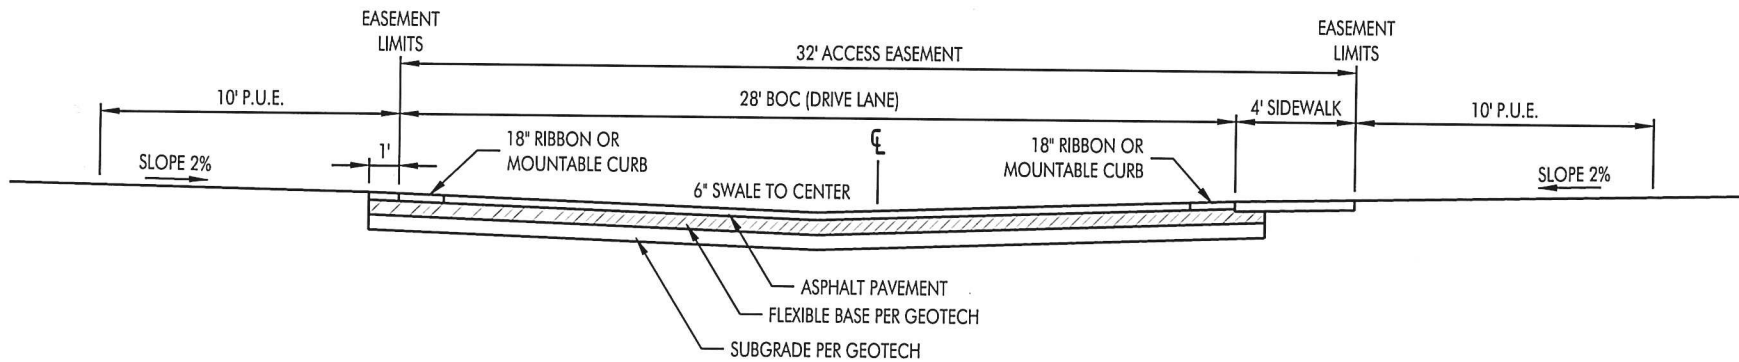 EASEMENT
LIMITS
EASEMENT
LIMITS
32' ACCESS EASEMENT
10' P.U.E.
28' BOC (DRIVE LANE)
4' SIDEWALK
10' P.U.E.
1'
18" RIBBON OR
MOUNTABLE CURB
℄
18" RIBBON OR
MOUNTABLE CURB
SLOPE 2%
SLOPE 2%
6" SWALE TO CENTER
ASPHALT PAVEMENT
FLEXIBLE BASE PER GEOTECH
SUBGRADE PER GEOTECH